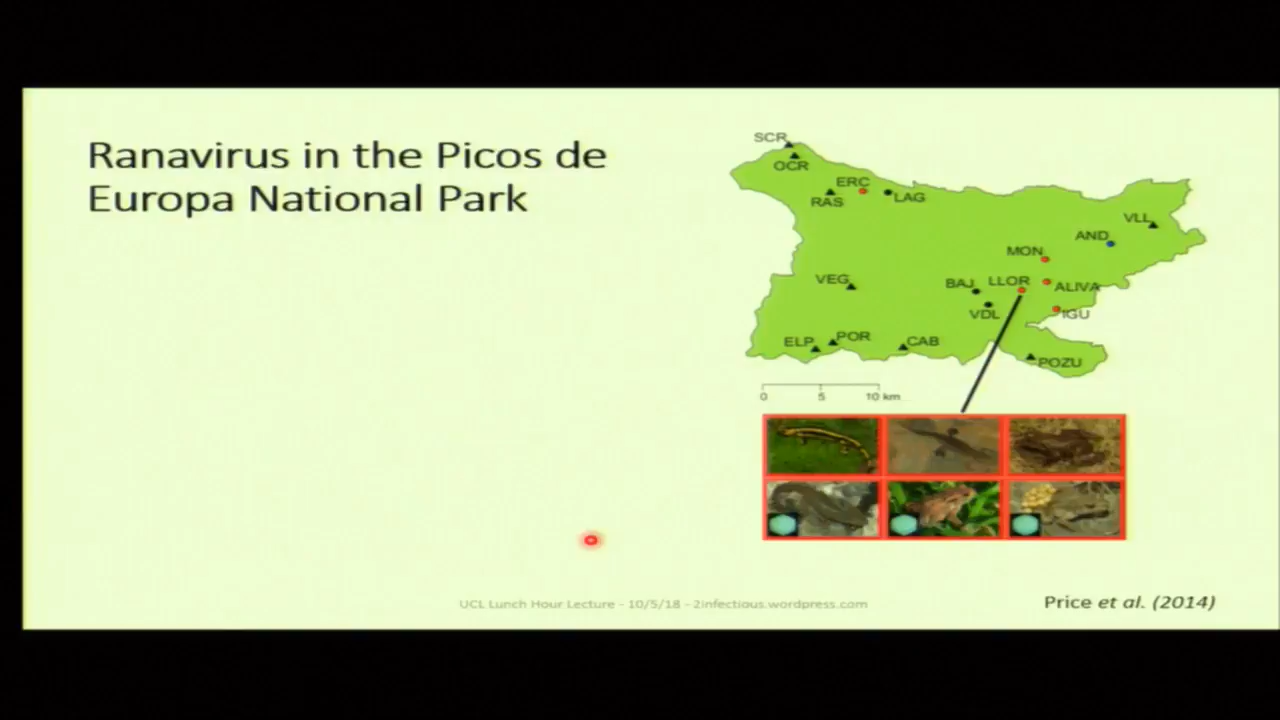 Ranavirus in the Picos de
Europa National Park
SCR
OCR
ERC
RAS
LAG
VLL
AND
MON
VEG
BAJ
LLOR
ALIVA
VDL
IGU
ELP
POR
CAB
POZU
0 5 10 km
UCL Lunch Hour Lecture - 10/5/18 - 2infectious.wordpress.com
Price et al. (2014)